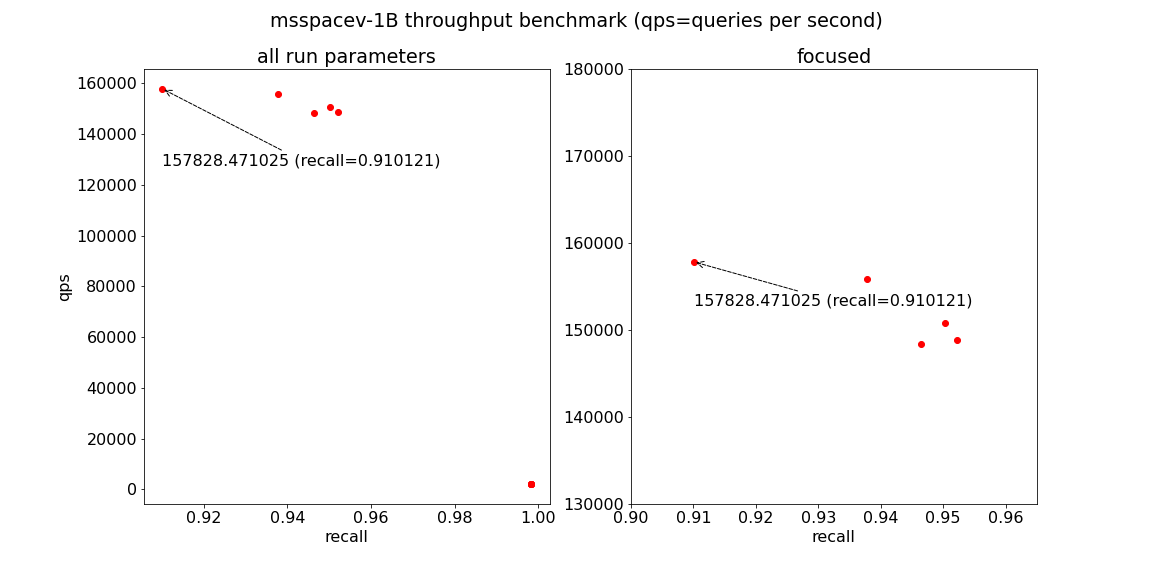 msspacev-1B throughput benchmark (qps=queries per second)
all run parameters
160000
140000
120000
100000
80000
60000
40000
20000
0
qps
157828.471025 (recall=0.910121)
0.92 0.94 0.96 0.98 1.00
recall
focused
180000
170000
160000
150000
140000
130000
157828.471025 (recall=0.910121)
0.90 0.91 0.92 0.93 0.94 0.95 0.96
recall